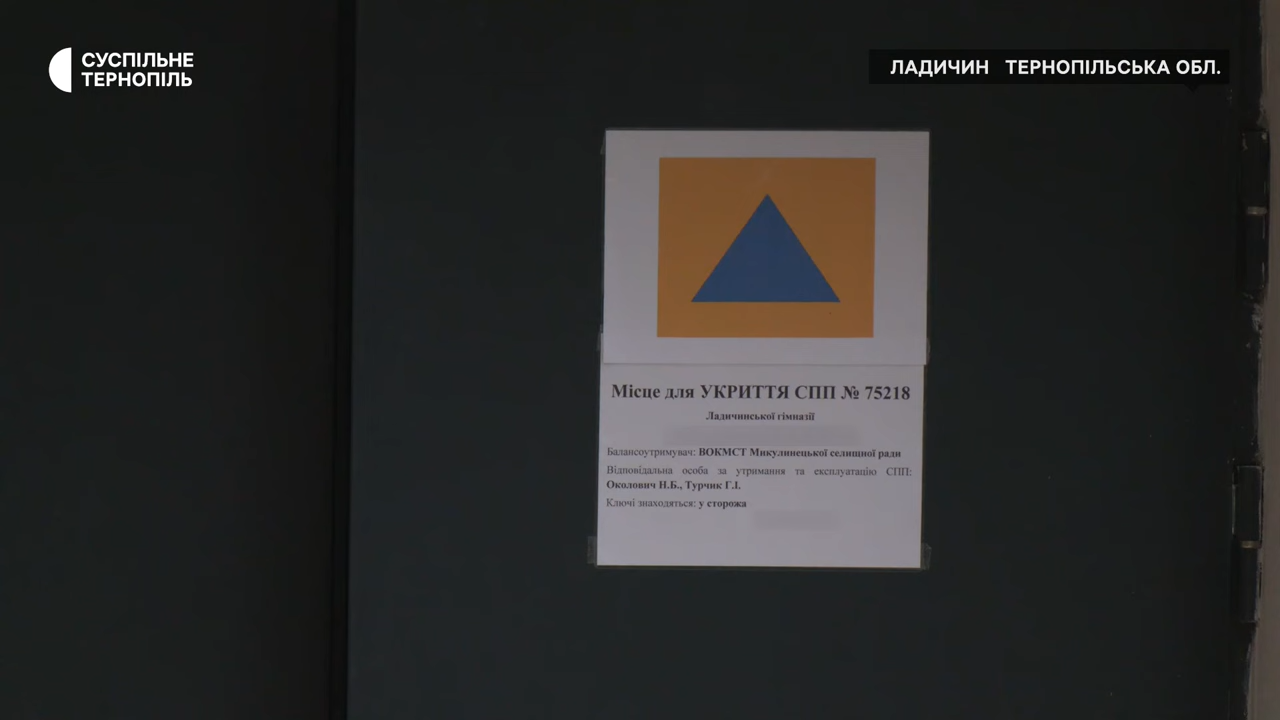 СУСПІЛЬНЕ
ТЕРНОПІЛЬ
ЛАДИЧИН ТЕРНОПІЛЬСЬКА ОБЛ.
Місце для УКРИТТЯ СПП № 75218
Ладичинської гімназії
Балансоутримувач: ВОКМСТ Микулинецької селищної ради
Відповідальна особа за утримання та експлуатацію СПП:
Околович Н.Б., Турчик Г.І.
Ключі знаходяться: у сторожа